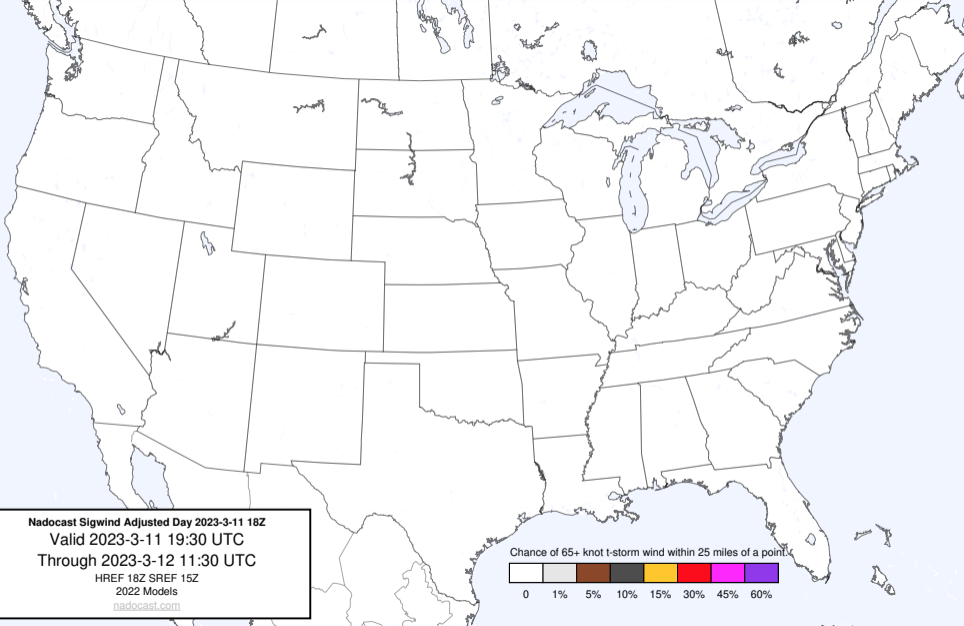 Nadocast Sigwind Adjusted Day 2023-3-11 18Z
Valid 2023-3-11 19:30 UTC
Through 2023-3-12 11:30 UTC
HREF 18Z SREF 15Z
2022 Models
nadocast.com
Chance of 65+ knot t-storm wind within 25 miles of a point.
0 1% 5% 10% 15% 30% 45% 60%